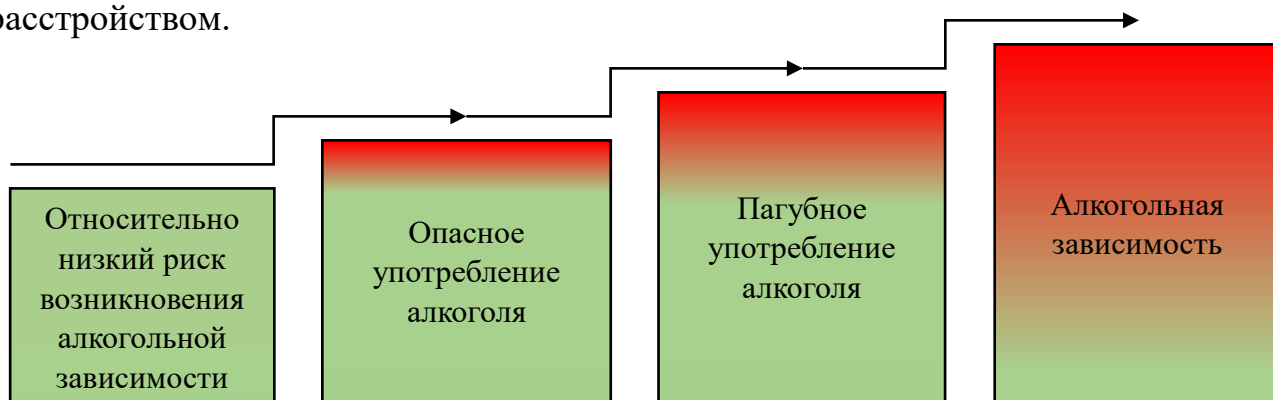 расстройством.
Относительно
низкий риск
возникновения
алкогольной
зависимости
Опасное
употребление
алкоголя
Пагубное
употребление
алкоголя
Алкогольная
зависимость